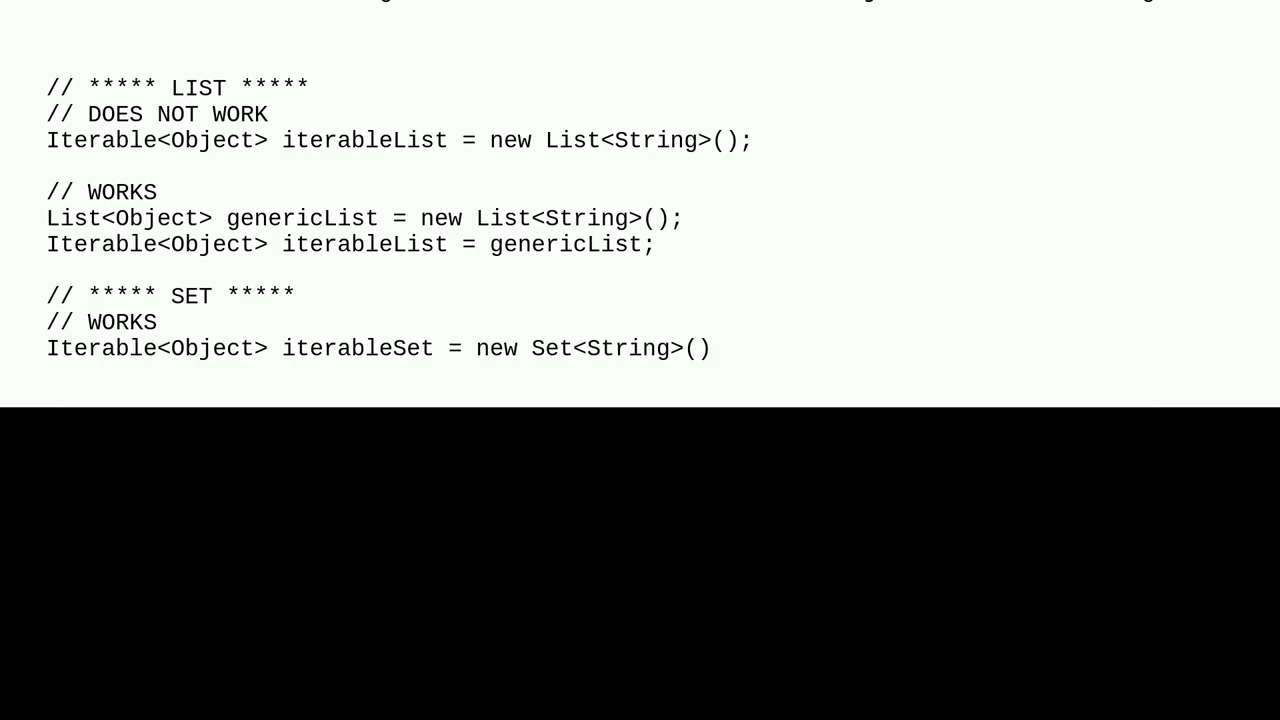 // ***** LIST *****
// DOES NOT WORK
Iterable<Object> iterableList = new List<String>();
// WORKS
List<Object> genericList = new List<String>();
Iterable<Object> iterableList = genericList;
// ***** SET *****
// WORKS
Iterable<Object> iterableSet = new Set<String>()